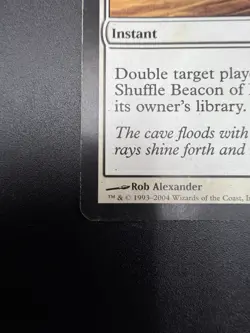 Instant
Double target play
Shuffle Beacon of
its owner's library.
The cave floods with
rays shine forth and
Rob Alexander
™ & © 1993–2004 Wizards of the Coast, I